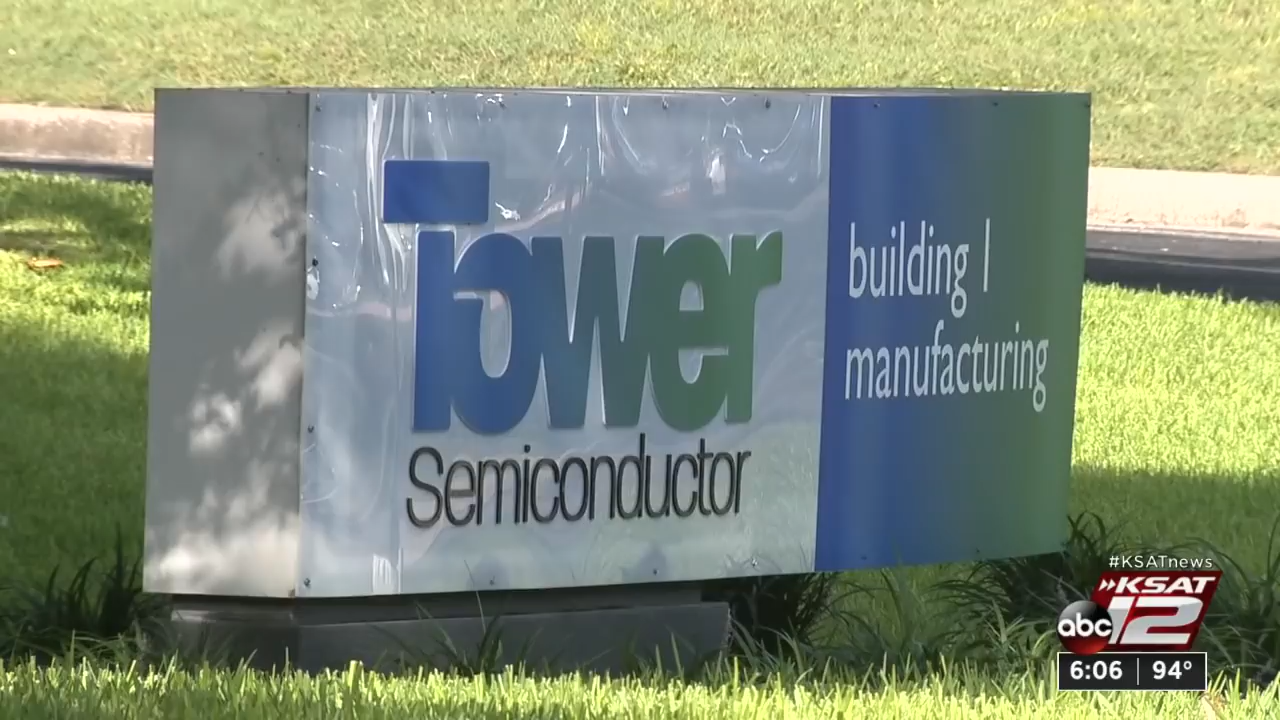 Tower
Semiconductor
building I
manufacturing
#KSATnews
KSAT
abc 12
6:06 94°